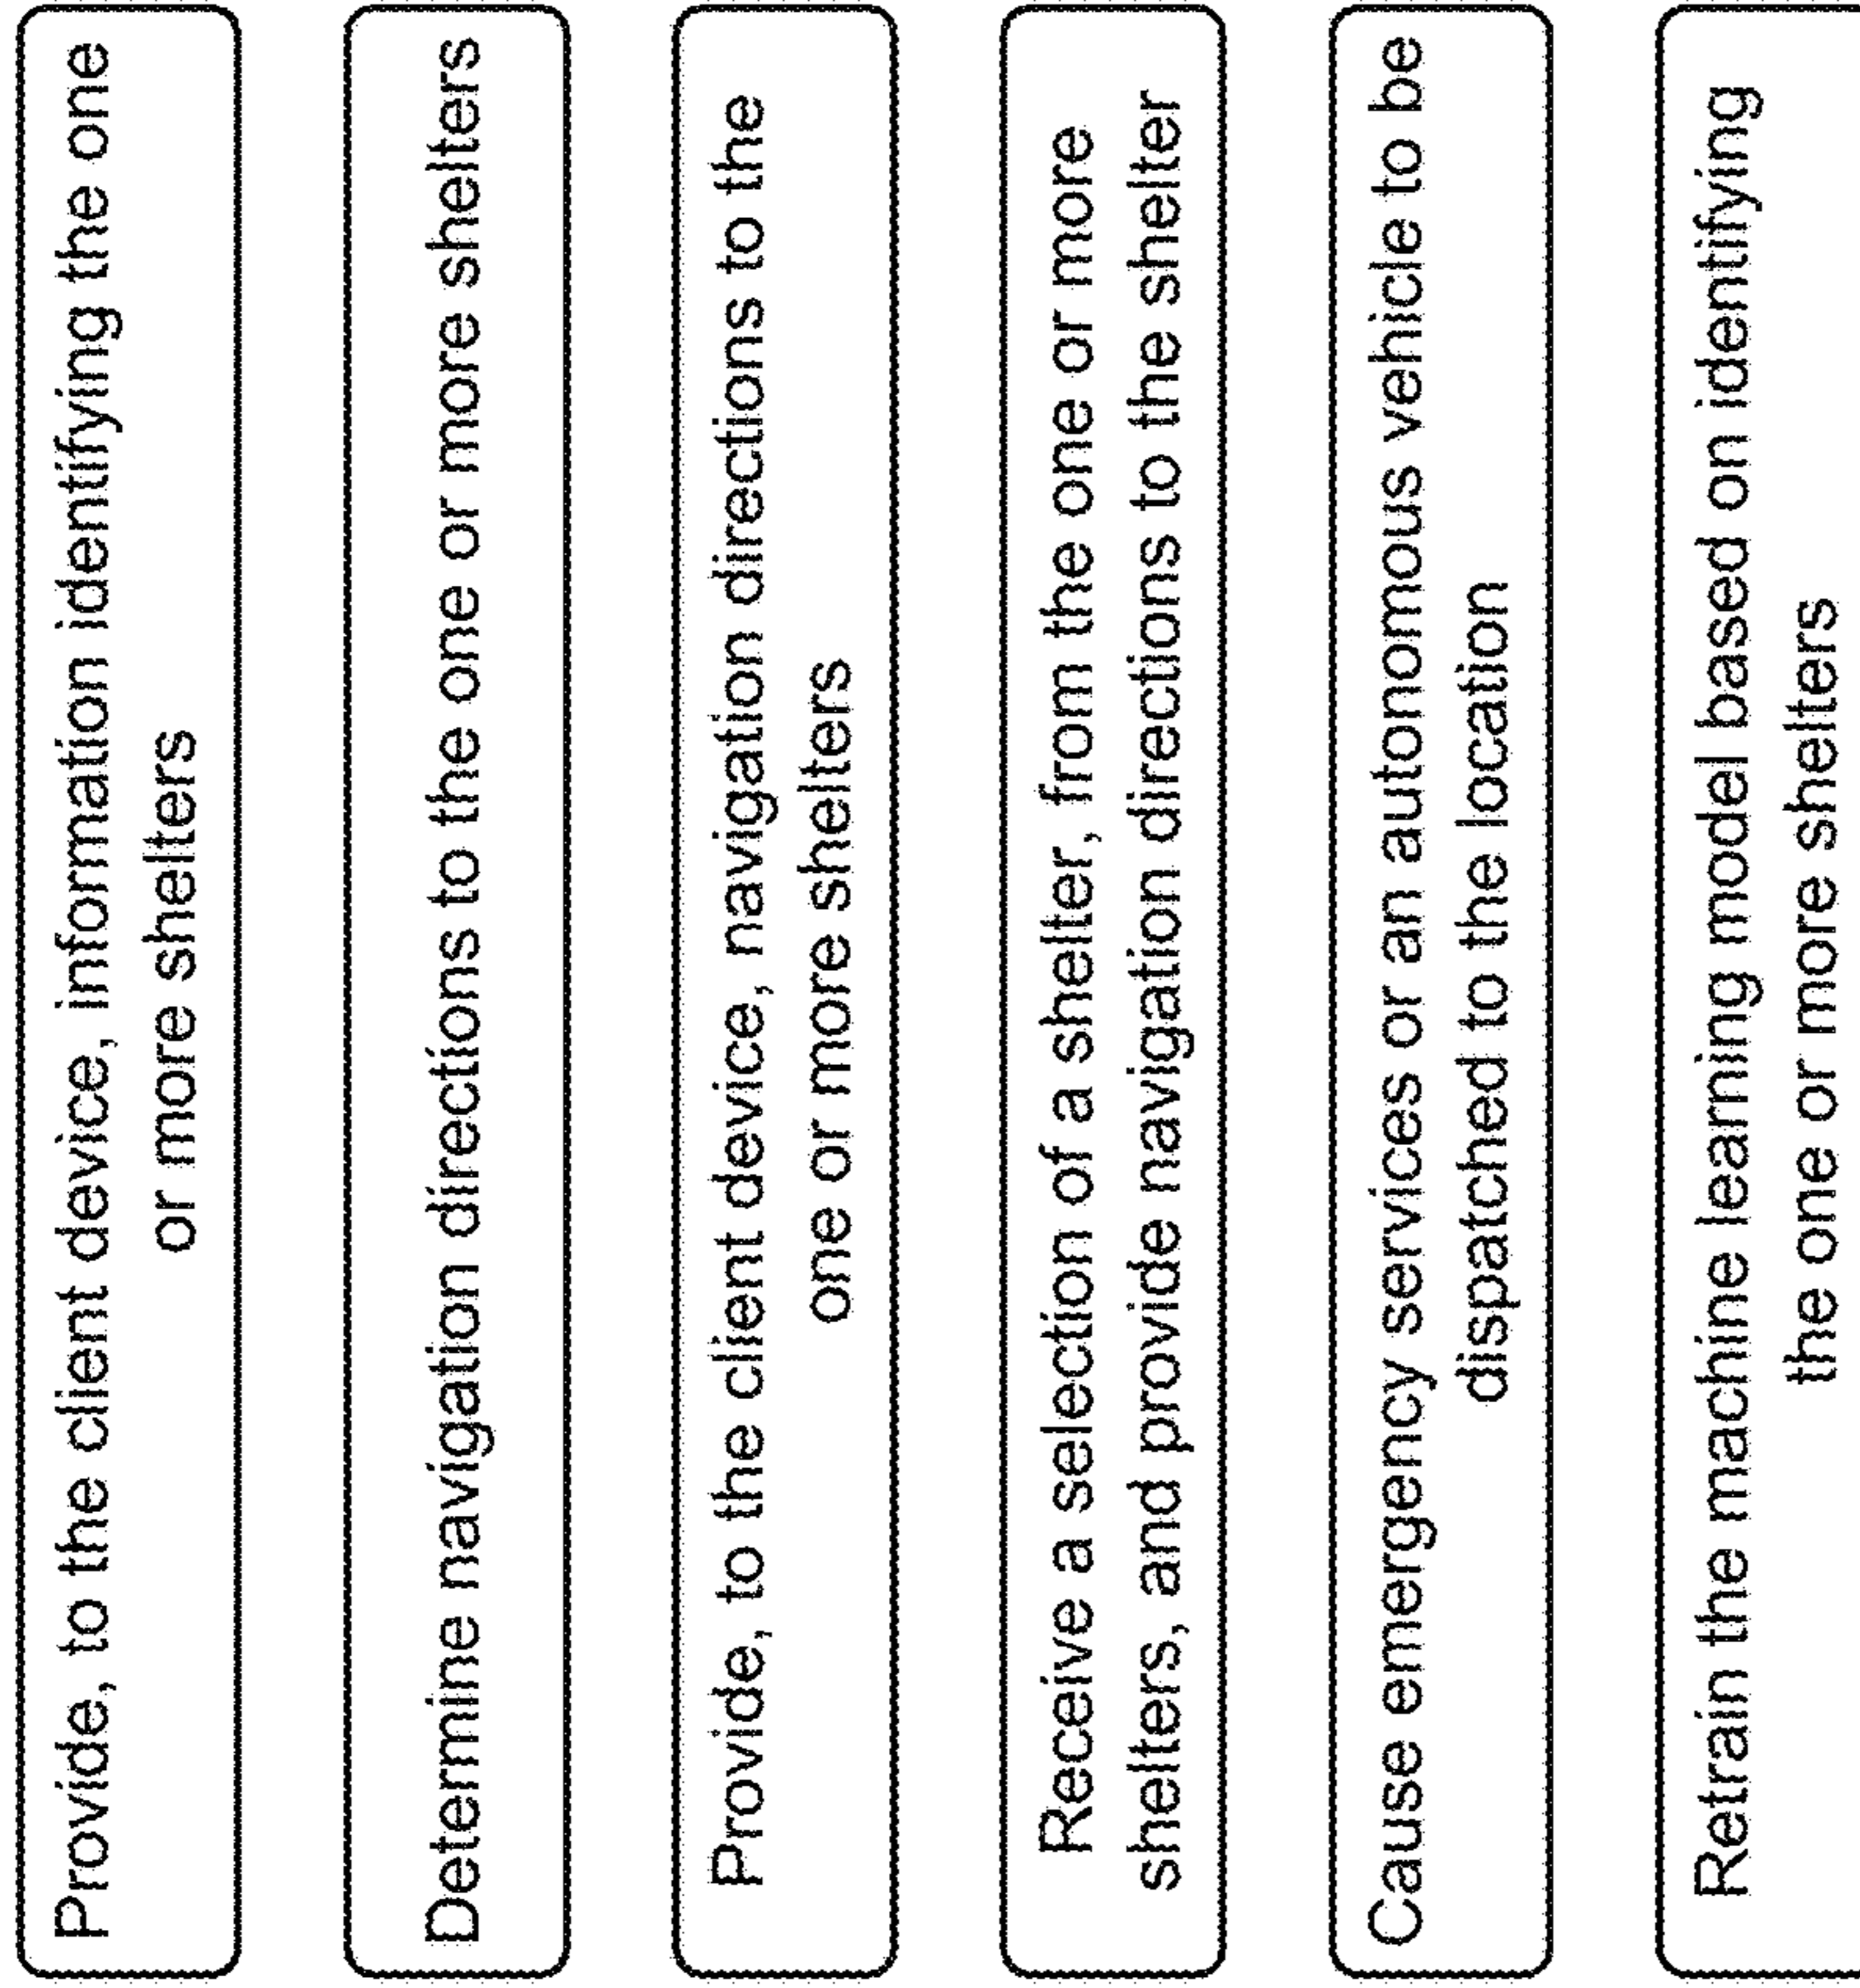 Provide, to the client device, information identifying the one
or more shelters
Determine navigation directions to the one or more shelters
Provide, to the client device, navigation directions to the
one or more shelters
Receive a selection of a shelter, from the one or more
shelters, and provide navigation directions to the shelter
Cause emergency services or an autonomous vehicle to be
dispatched to the location
Retrain the machine learning model based on identifying
the one or more shelters